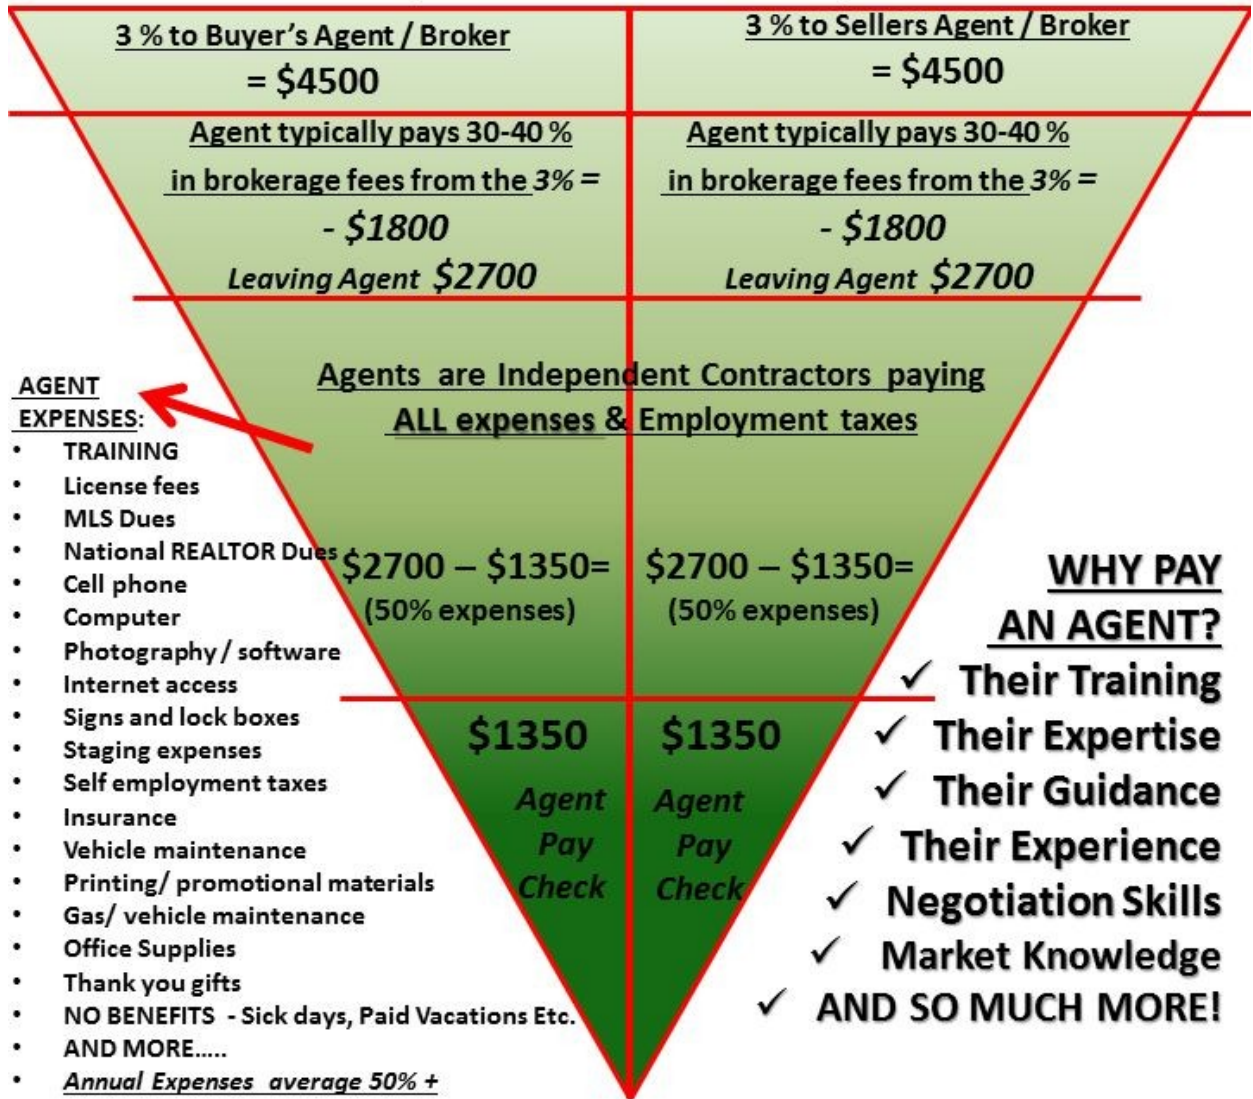 3 % to Buyer's Agent / Broker
= $4500
3 % to Sellers Agent / Broker
= $4500
Agent typically pays 30-40 %
in brokerage fees from the 3% =
- $1800
Leaving Agent $2700
Agent typically pays 30-40 %
in brokerage fees from the 3% =
- $1800
Leaving Agent $2700
Agents are Independent Contractors paying
ALL expenses & Employment taxes
$2700 – $1350=
(50% expenses)
$2700 – $1350=
(50% expenses)
$1350
Agent
Pay
Check
$1350
Agent
Pay
Check
AGENT
EXPENSES:
• TRAINING
• License fees
• MLS Dues
• National REALTOR Dues
• Cell phone
• Computer
• Photography / software
• Internet access
• Signs and lock boxes
• Staging expenses
• Self employment taxes
• Insurance
• Vehicle maintenance
• Printing/ promotional materials
• Gas/ vehicle maintenance
• Office Supplies
• Thank you gifts
• NO BENEFITS - Sick days, Paid Vacations Etc.
• AND MORE.....
• Annual Expenses average 50% +
WHY PAY
AN AGENT?
✓ Their Training
✓ Their Expertise
✓ Their Guidance
✓ Their Experience
✓ Negotiation Skills
✓ Market Knowledge
✓ AND SO MUCH MORE!